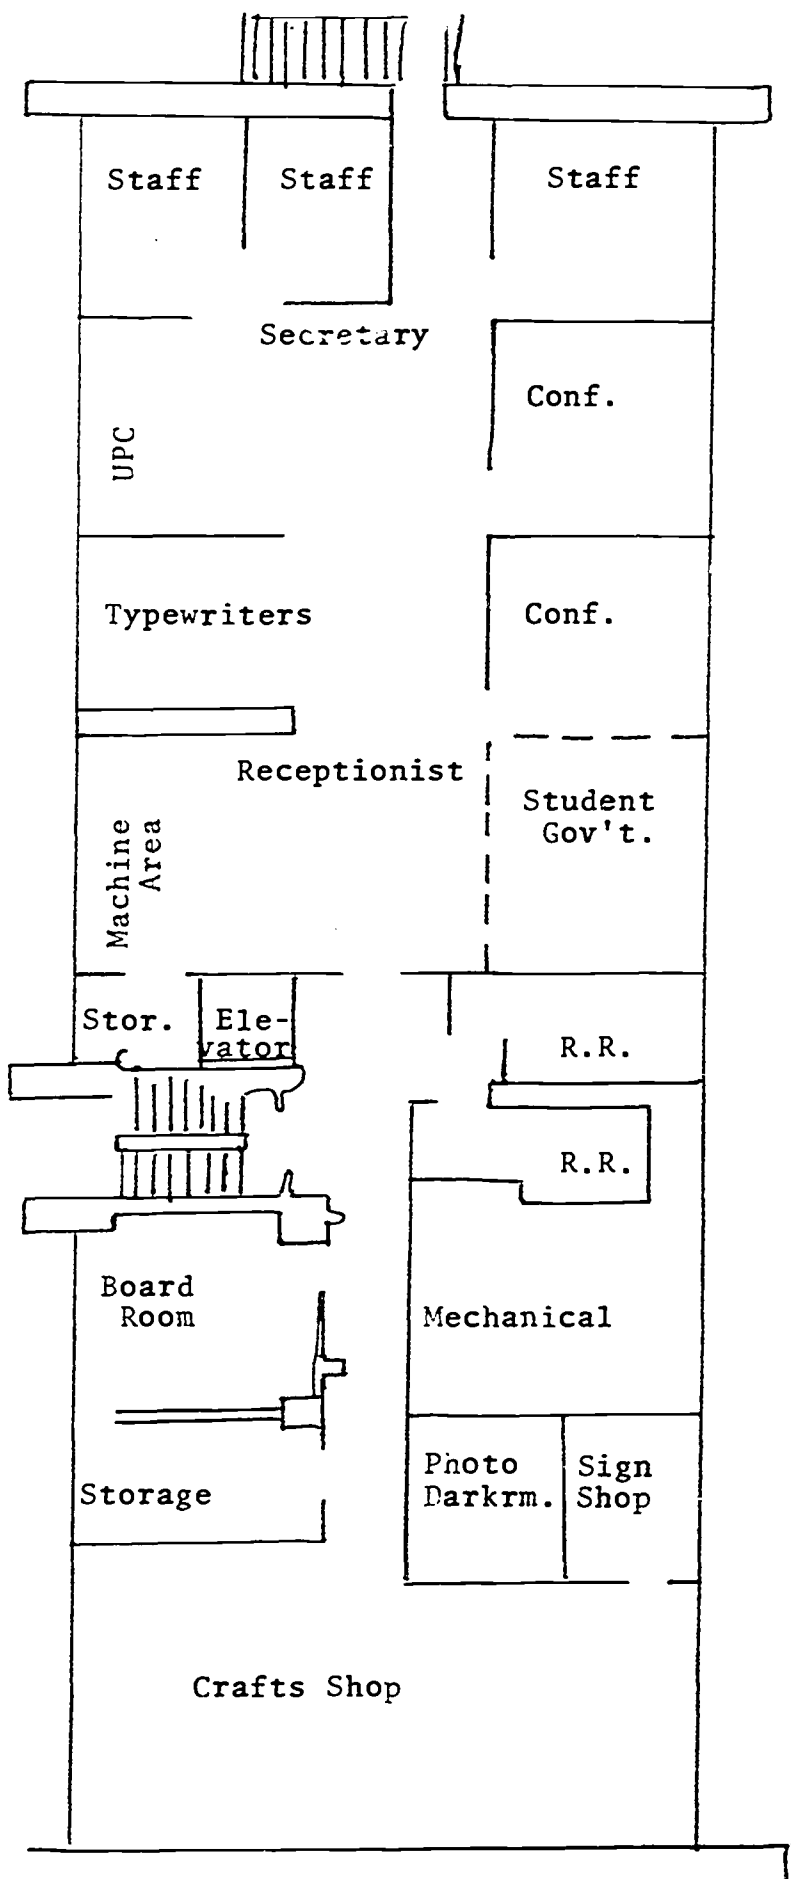 Staff
Staff
Staff
Secretary
Conf.
UPC
Typewriters
Conf.
Receptionist
Student
Gov't.
Machine
Area
Stor.
Ele-
vator
R.R.
R.R.
Board
Room
Mechanical
Photo
Darkrm.
Sign
Shop
Storage
Crafts Shop